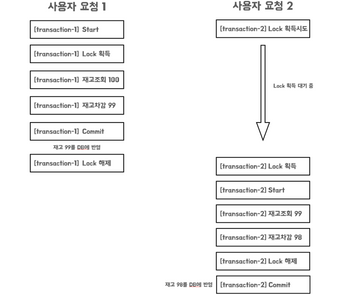 사용자 요청 1
[transaction-1] Start
[transaction-1] Lock 획득
[transaction-1] 재고조회 100
[transaction-1] 재고차감 99
[transaction-1] Commit
재고 99를 DB에 반영
[transaction-1] Lock 해제
사용자 요청 2
[transaction-2] Lock 획득시도
Lock 획득 대기 중
[transaction-2] Lock 획득
[transaction-2] Start
[transaction-2] 재고조회 99
[transaction-2] 재고차감 98
[transaction-2] Lock 해제
재고 98를 DB에 반영
[transaction-2] Commit